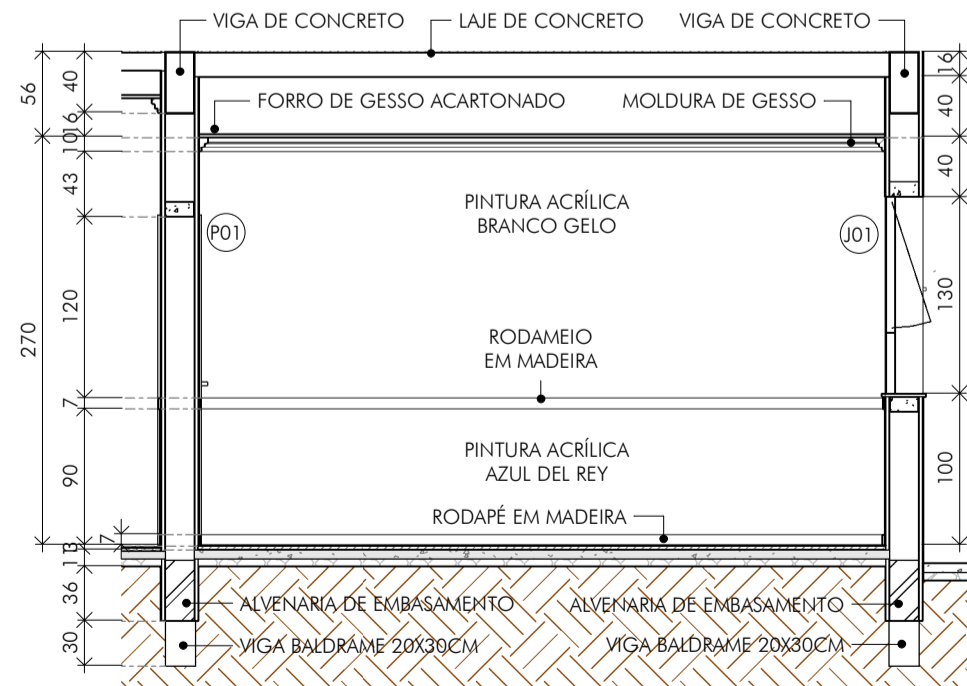 VIGA DE CONCRETO
LAJE DE CONCRETO
VIGA DE CONCRETO
56
40
16
FORRO DE GESSO ACARTONADO
MOLDURA DE GESSO
40
16
10
43
40
PINTURA ACRÍLICA
BRANCO GELO
P01
J01
120
130
270
RODAMEIO
EM MADEIRA
7
PINTURA ACRÍLICA
AZUL DEL REY
90
100
RODAPÉ EM MADEIRA
7
13
36
ALVENARIA DE EMBASAMENTO
ALVENARIA DE EMBASAMENTO
30
VIGA BALDRAME 20X30CM
VIGA BALDRAME 20X30CM